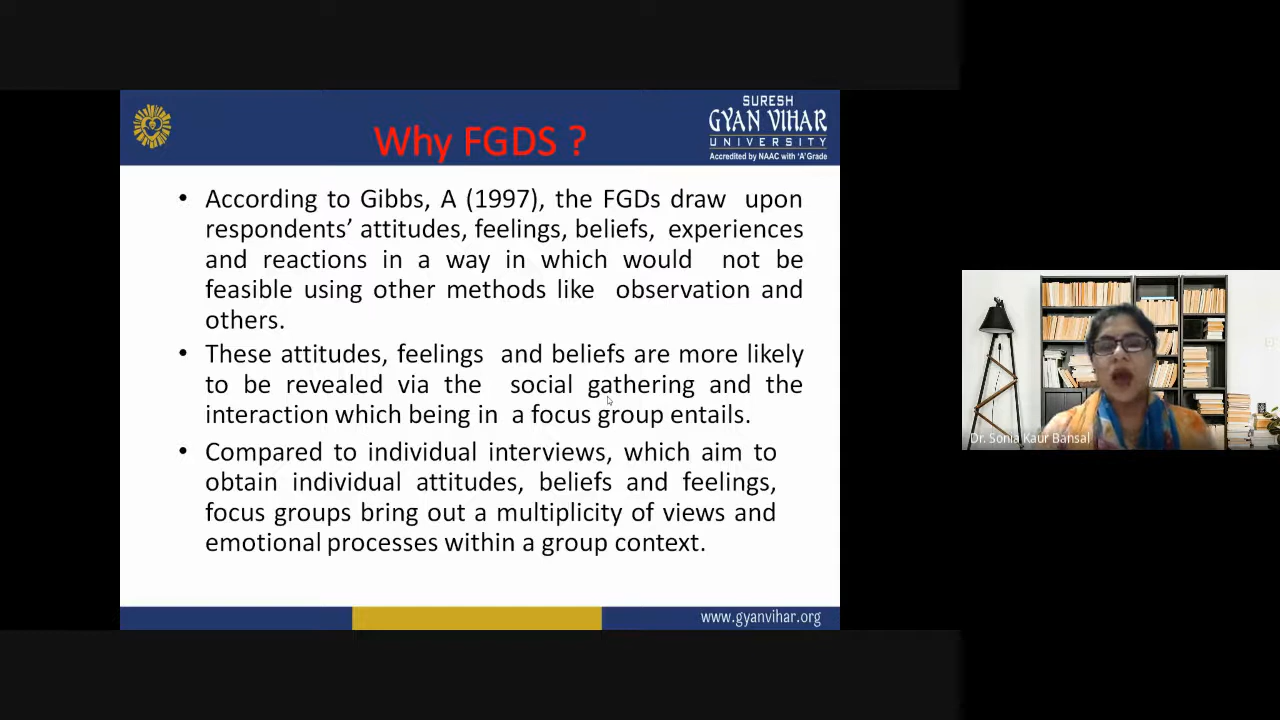 SURESH
GYAN VIHAR
UNIVERSITY
Accredited by NAAC with 'A' Grade
Why FGDS ?
• According to Gibbs, A (1997), the FGDs draw upon
respondents' attitudes, feelings, beliefs, experiences
and reactions in a way in which would not be
feasible using other methods like observation and
others.
• These attitudes, feelings and beliefs are more likely
to be revealed via the social gathering and the
interaction which being in a focus group entails.
• Compared to individual interviews, which aim to
obtain individual attitudes, beliefs and feelings,
focus groups bring out a multiplicity of views and
emotional processes within a group context.
www.gyanvihar.org
Dr. Sonia Kaur Bansal